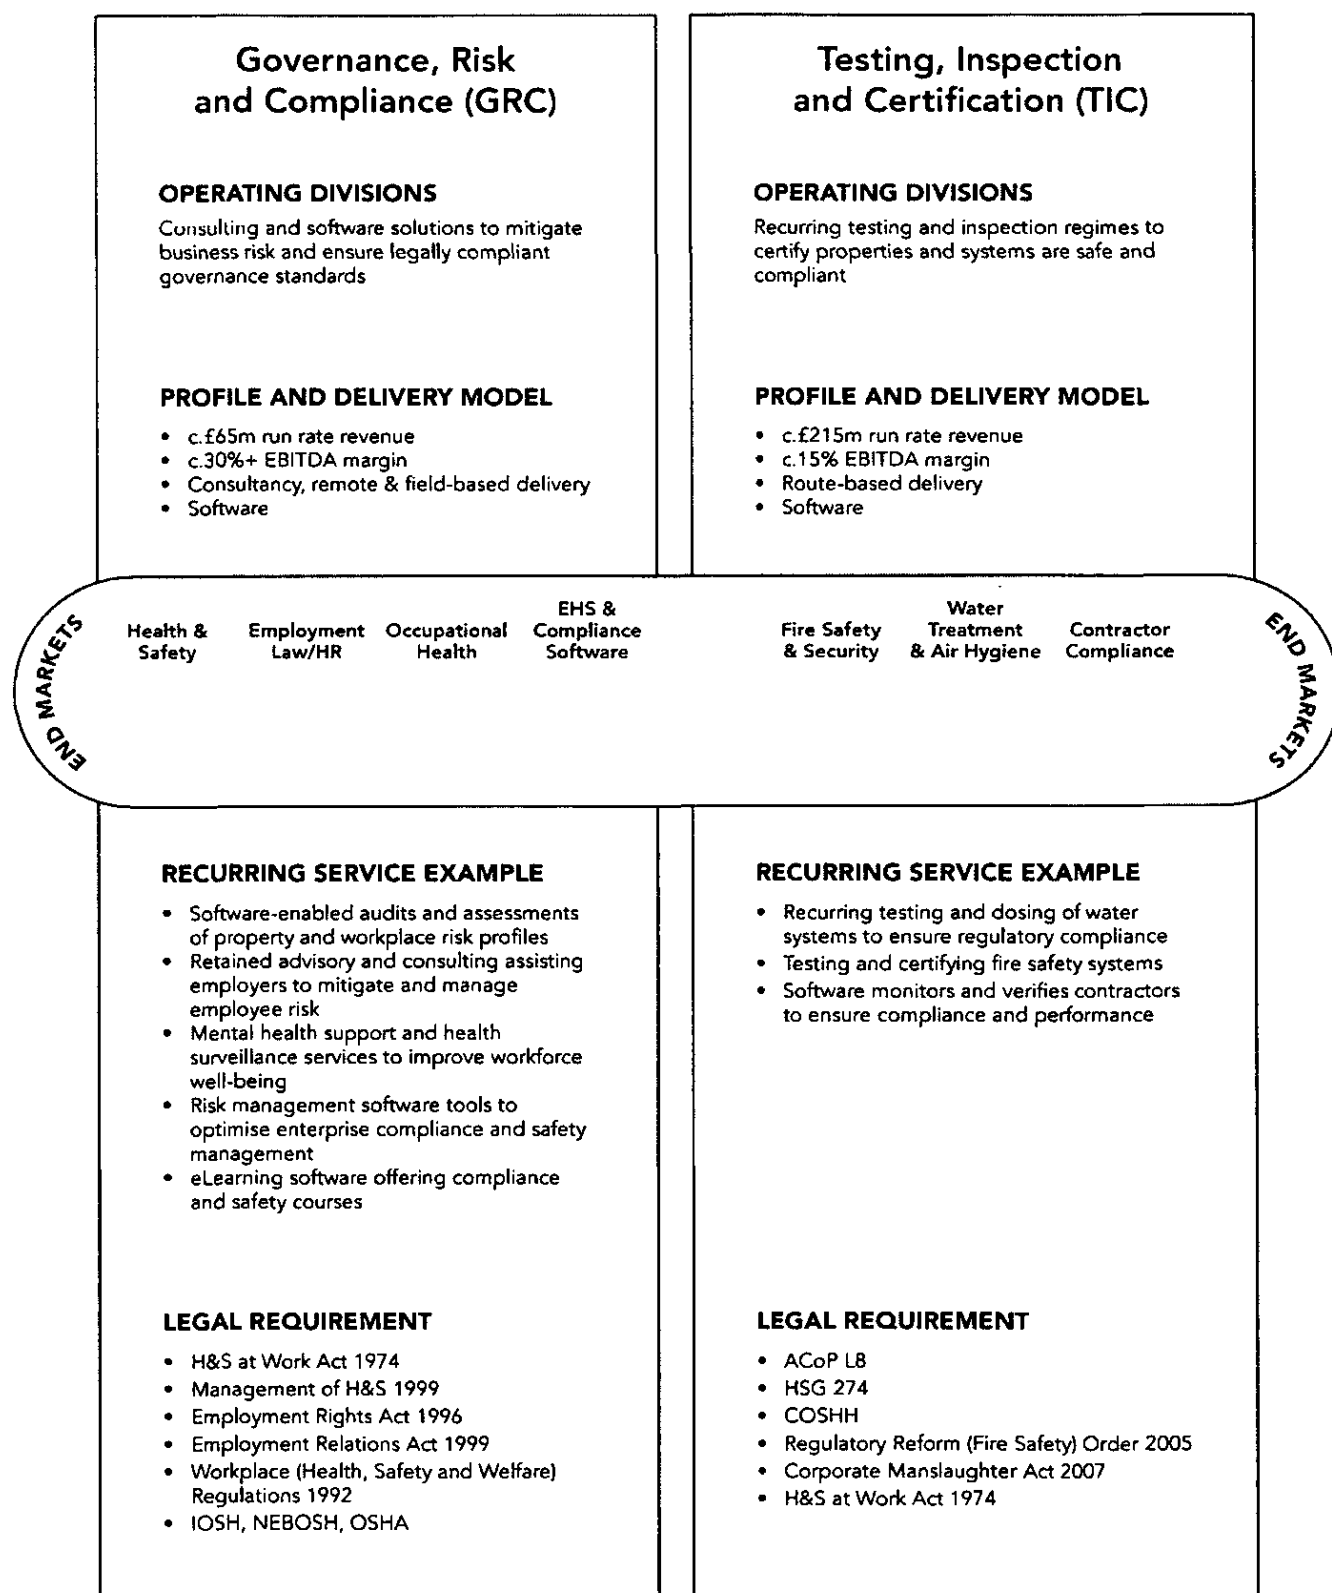 Governance, Risk
and Compliance (GRC)
OPERATING DIVISIONS
Consulting and software solutions to mitigate
business risk and ensure legally compliant
governance standards
PROFILE AND DELIVERY MODEL
• c.£65m run rate revenue
• c.30%+ EBITDA margin
• Consultancy, remote & field-based delivery
• Software
Testing, Inspection
and Certification (TIC)
OPERATING DIVISIONS
Recurring testing and inspection regimes to
certify properties and systems are safe and
compliant
PROFILE AND DELIVERY MODEL
• c.£215m run rate revenue
• c.15% EBITDA margin
• Route-based delivery
• Software
END MARKETS
Health &
Safety
Employment
Law/HR
Occupational
Health
EHS &
Compliance
Software
Fire Safety
& Security
Water
Treatment
& Air Hygiene
Contractor
Compliance
END MARKETS
RECURRING SERVICE EXAMPLE
• Software-enabled audits and assessments
of property and workplace risk profiles
• Retained advisory and consulting assisting
employers to mitigate and manage
employee risk
• Mental health support and health
surveillance services to improve workforce
well-being
• Risk management software tools to
optimise enterprise compliance and safety
management
• eLearning software offering compliance
and safety courses
LEGAL REQUIREMENT
• H&S at Work Act 1974
• Management of H&S 1999
• Employment Rights Act 1996
• Employment Relations Act 1999
• Workplace (Health, Safety and Welfare)
Regulations 1992
• IOSH, NEBOSH, OSHA
RECURRING SERVICE EXAMPLE
• Recurring testing and dosing of water
systems to ensure regulatory compliance
• Testing and certifying fire safety systems
• Software monitors and verifies contractors
to ensure compliance and performance
LEGAL REQUIREMENT
• ACoP L8
• HSG 274
• COSHH
• Regulatory Reform (Fire Safety) Order 2005
• Corporate Manslaughter Act 2007
• H&S at Work Act 1974